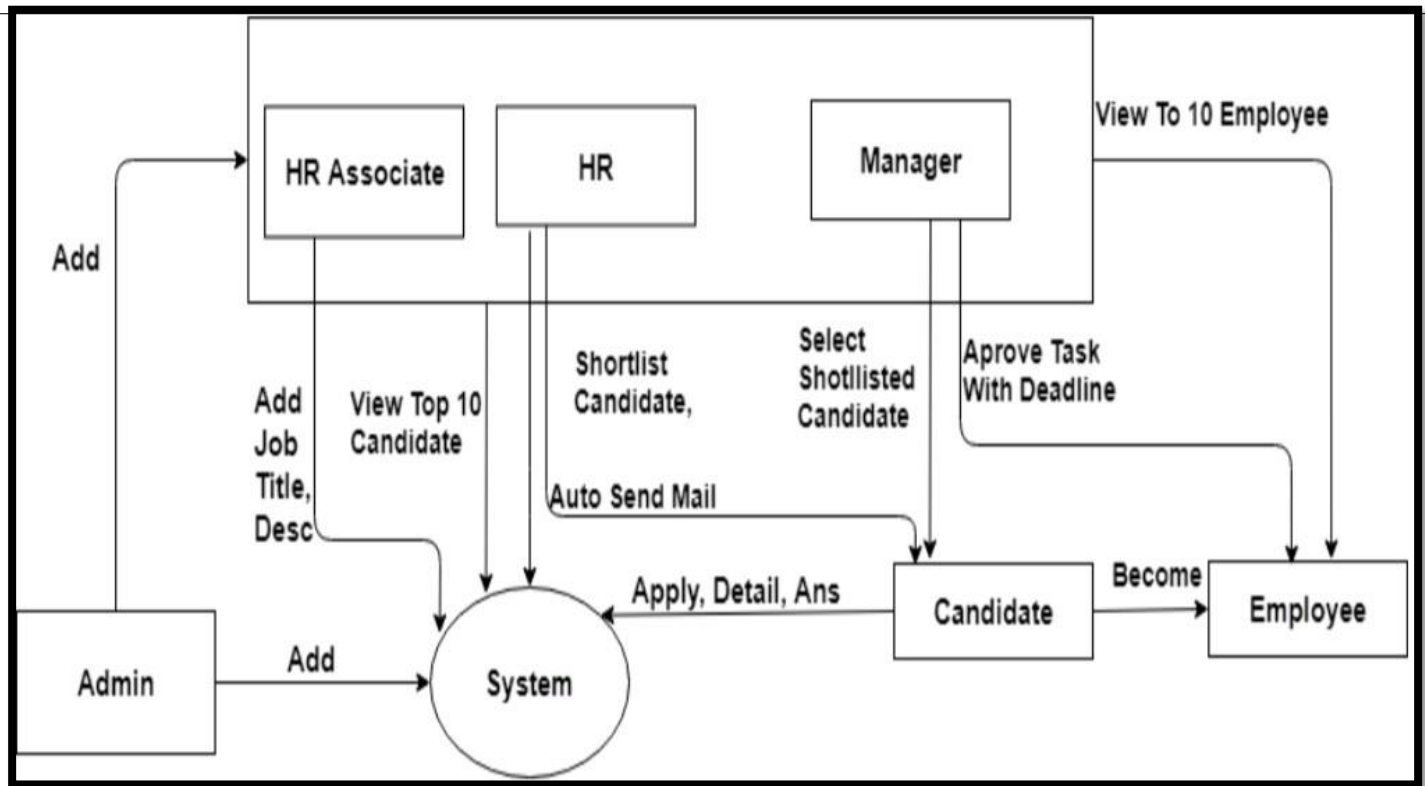 View To 10 Employee
HR Associate
HR
Manager
Add
Select
Shotllisted
Candidate
Aprove Task
With Deadline
Shortlist
Candidate,
Add
Job
Title,
Desc
View Top 10
Candidate
Auto Send Mail
Apply, Detail, Ans
Become
Candidate
Employee
Add
Admin
System